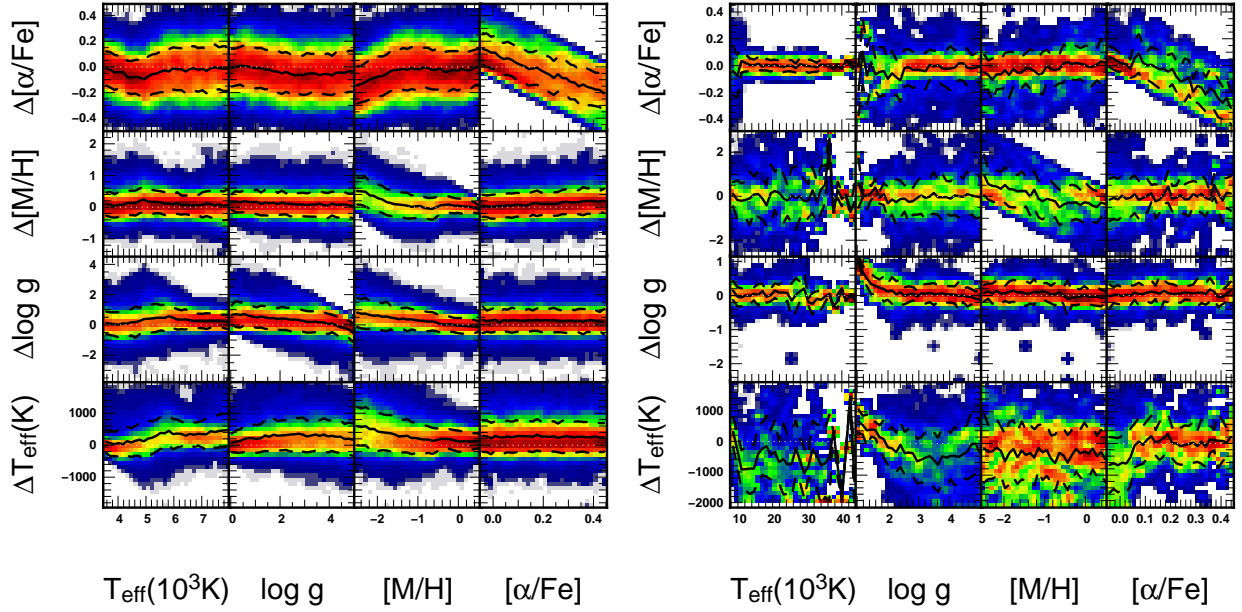 Δ[α/Fe]
0.4
0.2
0.0
−0.2
−0.4
Δ[M/H]
2
1
0
−1
Δlog g
4
2
0
−2
ΔTeff(K)
1000
0
−1000
4 5 6 7 0 2 4 −2 −1 0 0.0 0.2 0.4
Teff(10³K) log g [M/H] [α/Fe]
Δ[α/Fe]
0.4
0.2
0.0
−0.2
−0.4
Δ[M/H]
2
0
−2
Δlog g
1
0
−1
−2
ΔTeff(K)
1000
0
−1000
−2000
10 20 30 40 1 2 3 4 5 −2 −1 0 0.0 0.1 0.2 0.3 0.4
Teff(10³K) log g [M/H] [α/Fe]